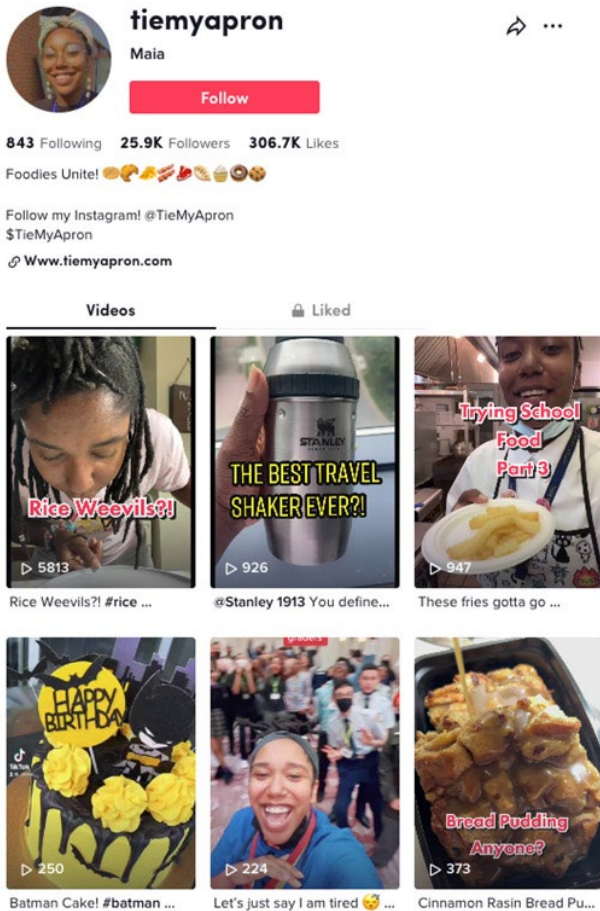 tiemyapron
Maia
Follow
843 Following 25.9K Followers 306.7K Likes
Foodies Unite!
Follow my Instagram! @TieMyApron
$TieMyApron
Www.tiemyapron.com
Videos Liked
Rice Weevils?!
5813
Rice Weevils?! #rice ...
STANLEY
THE BEST TRAVEL
SHAKER EVER?!
926
@Stanley 1913 You define...
Trying School
Food
Part 3
947
These fries gotta go ...
HAPPY
BIRTHDAY
TikTok
250
Batman Cake! #batman ...
graders
224
Let's just say I am tired 😴 ...
Bread Pudding
Anyone?
373
Cinnamon Rasin Bread Pu...